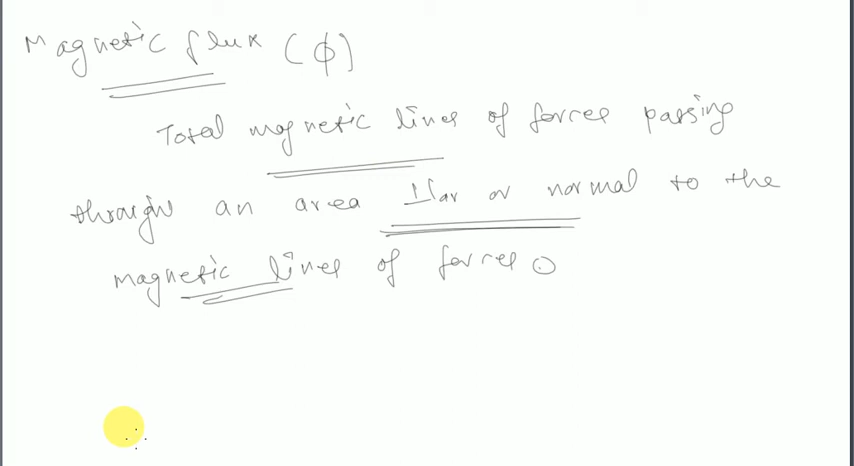 Magnetic flux (ϕ)
Total magnetic lines of forces passing
through an area ⊥lar or normal to the
magnetic lines of forces.